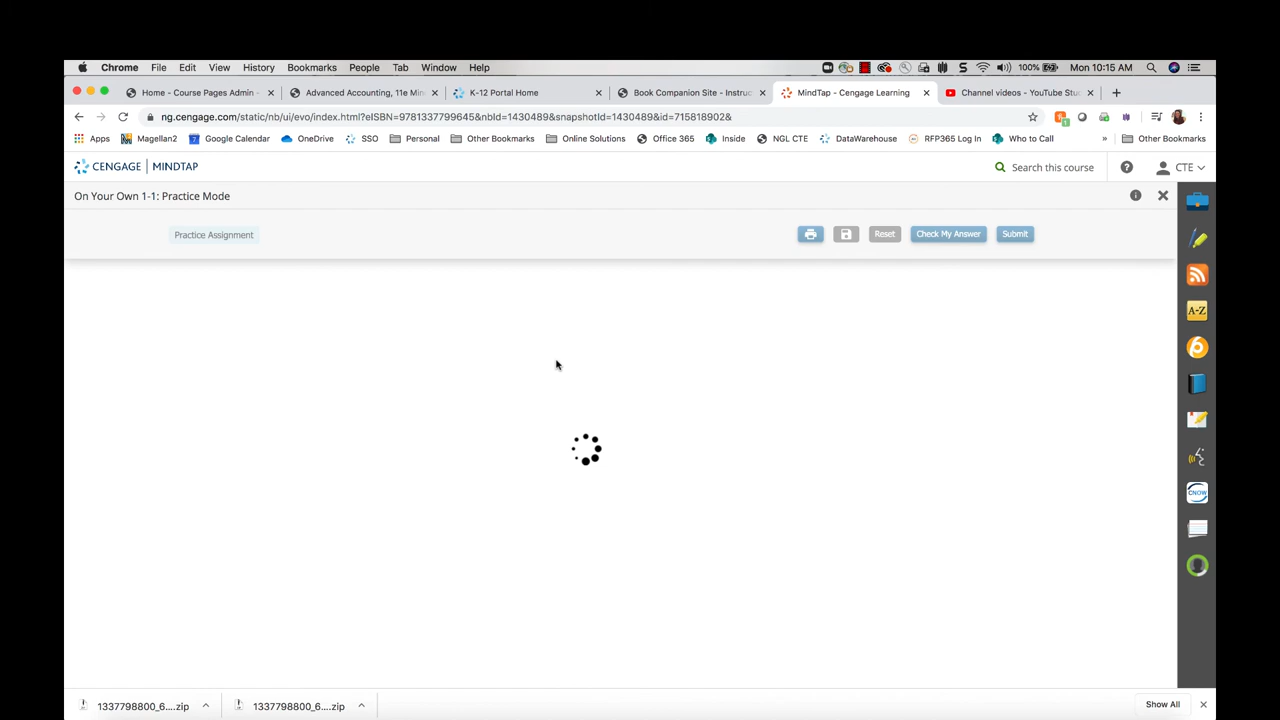 Chrome File Edit View History Bookmarks People Tab Window Help 100% Mon 10:15 AM
Home - Course Pages Admin - Advanced Accounting, 11e Min K-12 Portal Home Book Companion Site - Instruc MindTap - Cengage Learning Channel videos - YouTube Stu
ng.cengage.com/static/nb/ui/evo/index.html?eISBN=9781337799645&nbId=1430489&snapshotId=1430489&id=715818902&
Apps Magellan2 Google Calendar OneDrive SSO Personal Other Bookmarks Online Solutions Office 365 Inside NGL CTE DataWarehouse RFP365 Log In Who to Call » Other Bookmarks
CENGAGE | MINDTAP Search this course ? CTE
On Your Own 1-1: Practice Mode
Practice Assignment Reset Check My Answer Submit
A-Z
CNOW
1337798800_6....zip 1337798800_6....zip Show All